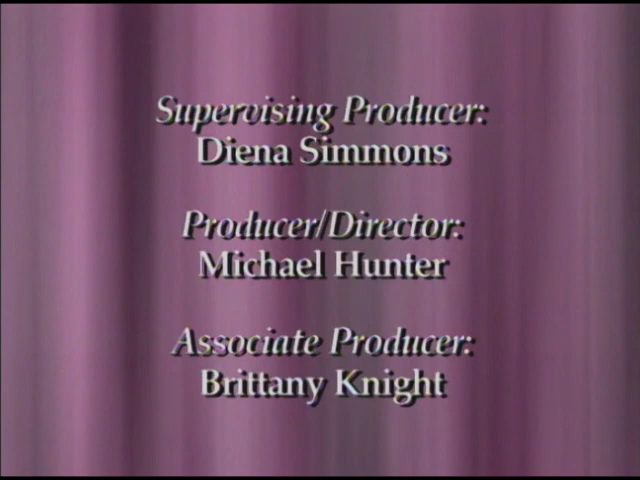 Supervising Producer:
Diena Simmons
Producer/Director:
Michael Hunter
Associate Producer:
Brittany Knight